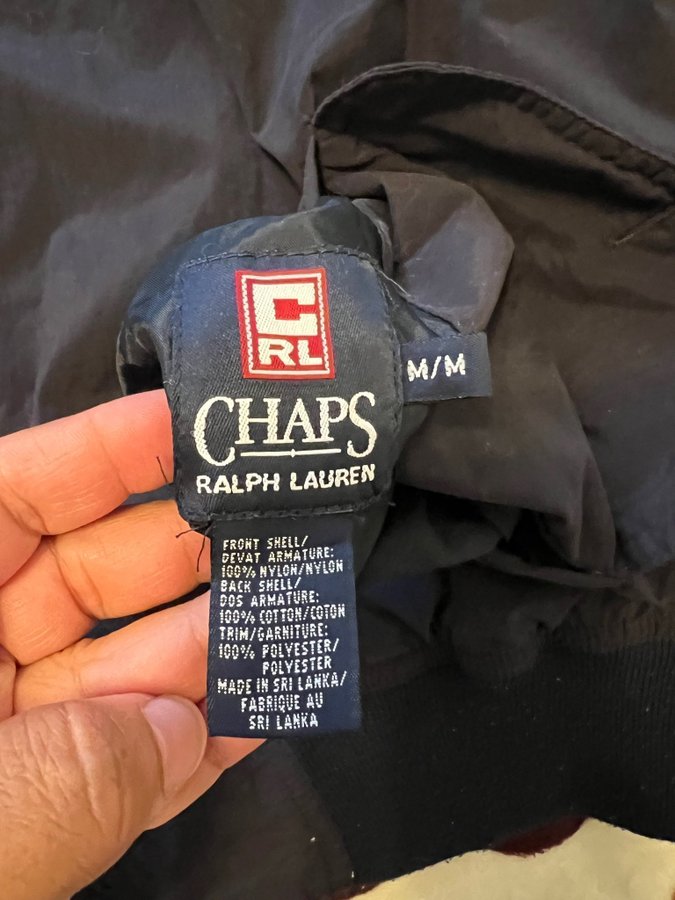 C
RL
M/M
CHAPS
RALPH LAUREN
FRONT SHELL/
DEVAT ARMATURE:
100% NYLON/NYLON
BACK SHELL/
DOS ARMATURE:
100% COTTON/COTON
TRIM/GARNITURE:
100% POLYESTER/
POLYESTER
MADE IN SRI LANKA/
FABRIQUE AU
SRI LANKA